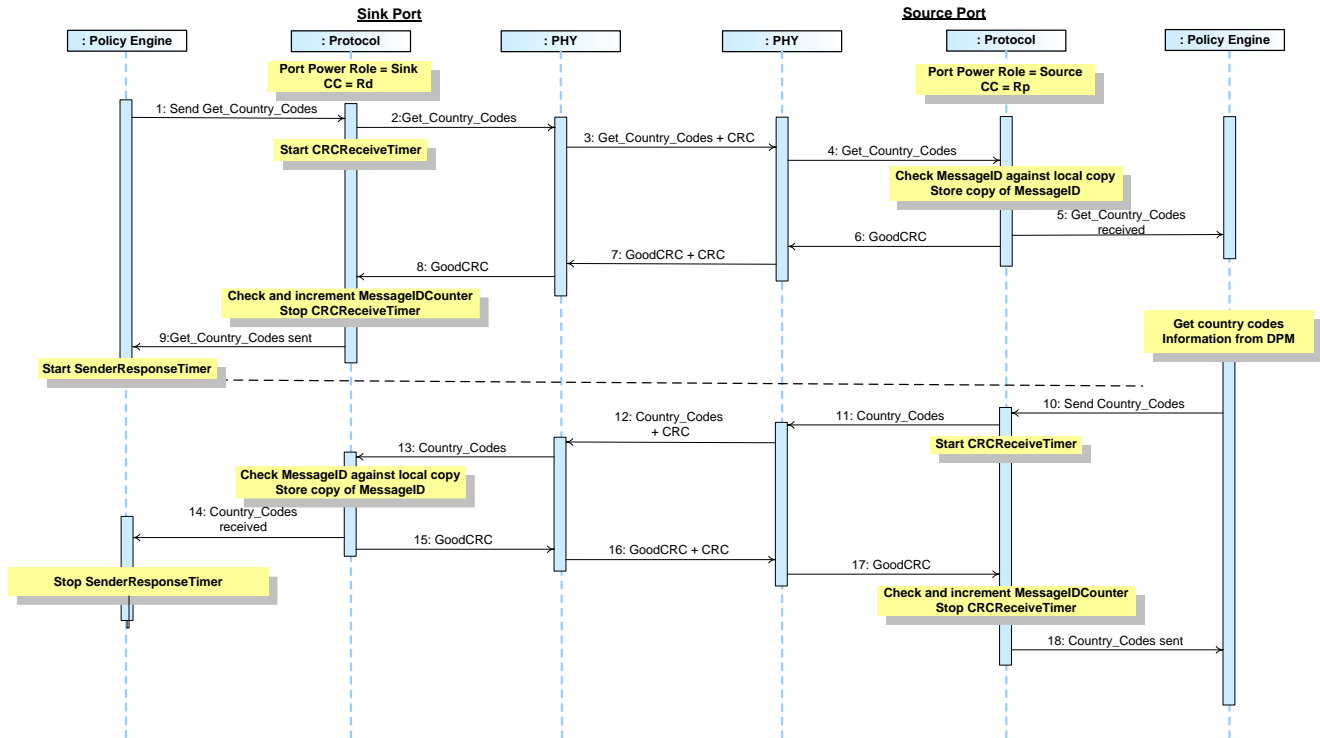 Sink Port
Source Port
: Policy Engine
: Protocol
: PHY
: PHY
: Protocol
: Policy Engine
Port Power Role = Sink
CC = Rd
Port Power Role = Source
CC = Rp
1: Send Get_Country_Codes
2:Get_Country_Codes
Start CRCReceiveTimer
3: Get_Country_Codes + CRC
4: Get_Country_Codes
Check MessageID against local copy
Store copy of MessageID
5: Get_Country_Codes
received
6: GoodCRC
7: GoodCRC + CRC
8: GoodCRC
Check and increment MessageIDCounter
Stop CRCReceiveTimer
9:Get_Country_Codes sent
Start SenderResponseTimer
Get country codes
Information from DPM
10: Send Country_Codes
11: Country_Codes
Start CRCReceiveTimer
12: Country_Codes
+ CRC
13: Country_Codes
Check MessageID against local copy
Store copy of MessageID
14: Country_Codes
received
15: GoodCRC
16: GoodCRC + CRC
17: GoodCRC
Stop SenderResponseTimer
Check and increment MessageIDCounter
Stop CRCReceiveTimer
18: Country_Codes sent